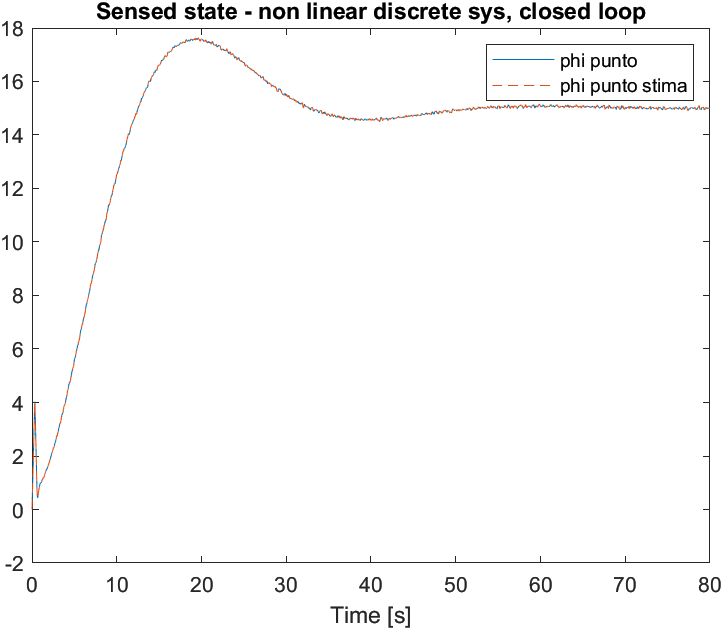 Sensed state - non linear discrete sys, closed loop
18
16
14
12
10
8
6
4
2
0
-2
phi punto
phi punto stima
0 10 20 30 40 50 60 70 80
Time [s]